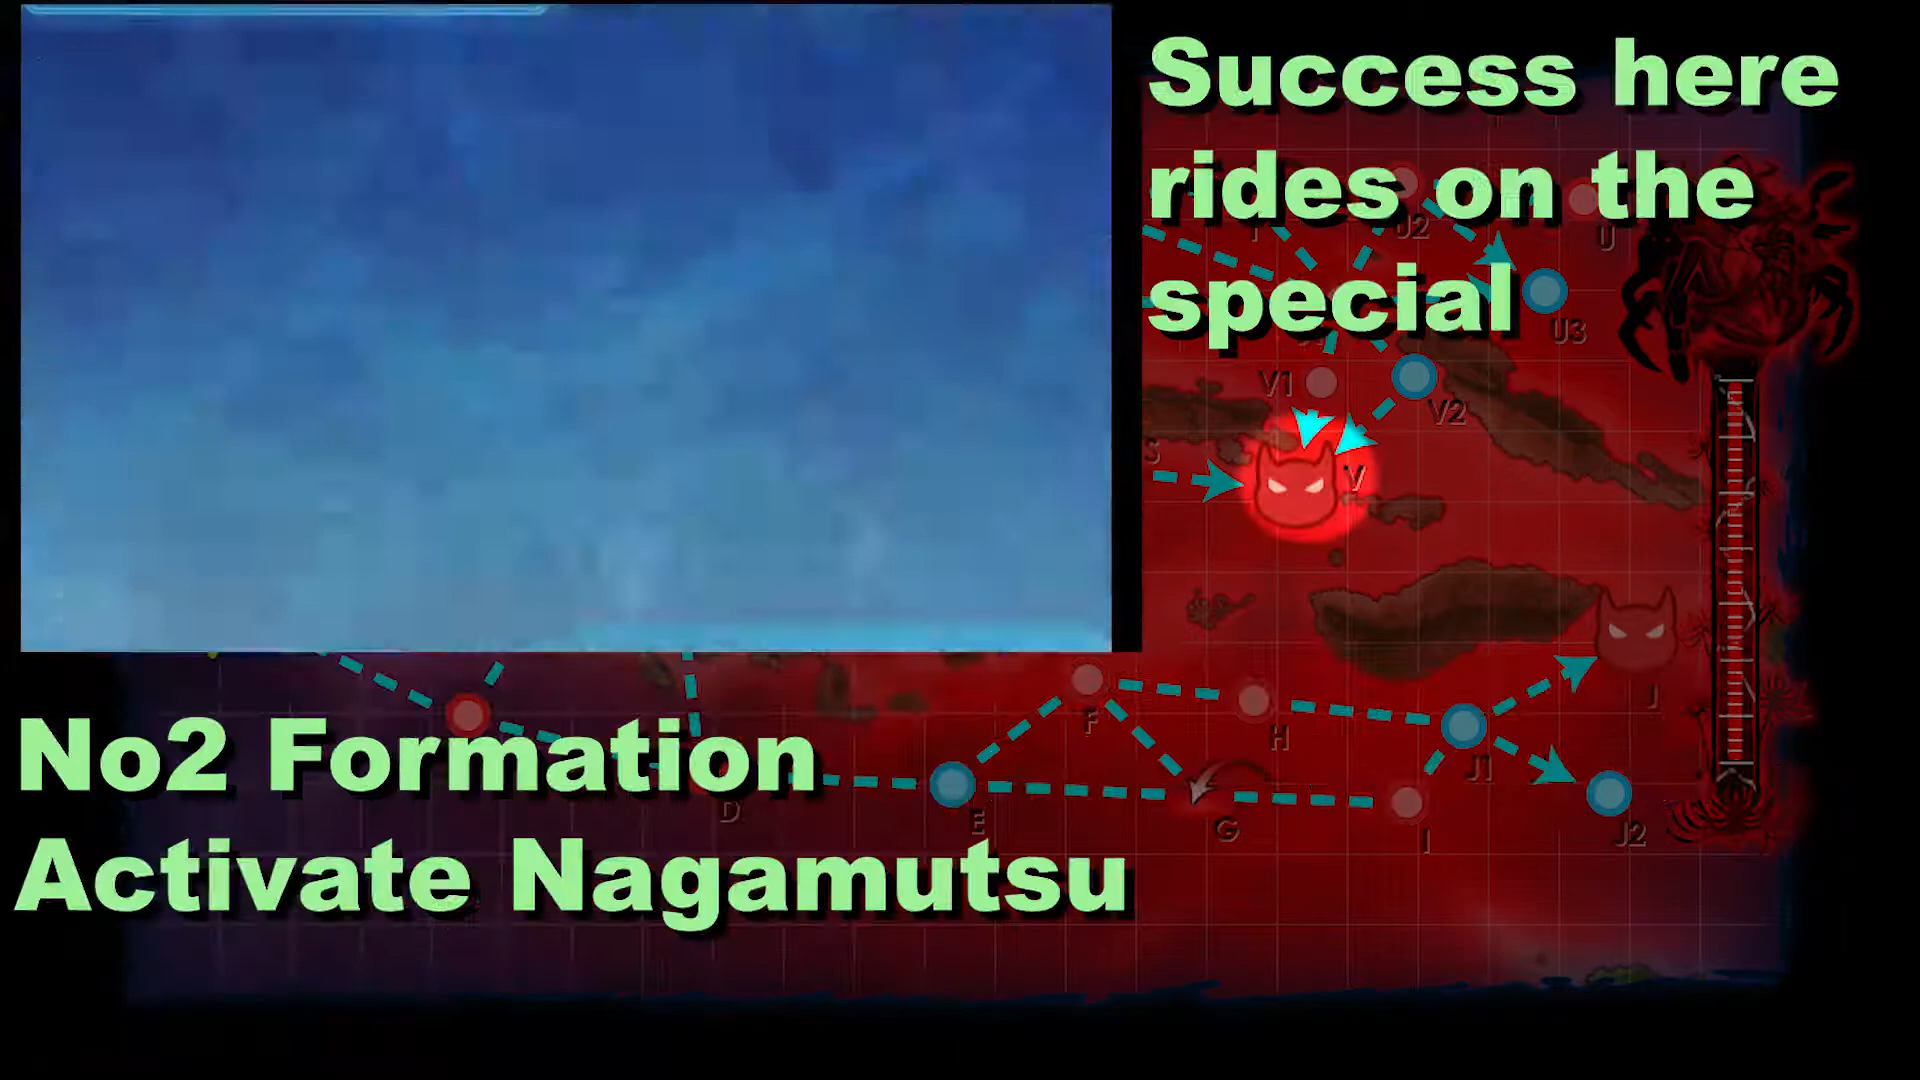 Success here
rides on the
special
U2
U
U3
V1
V2
S
V
No2 Formation
Activate Nagamutsu
F
H
J
J1
D
E
G
I
J2